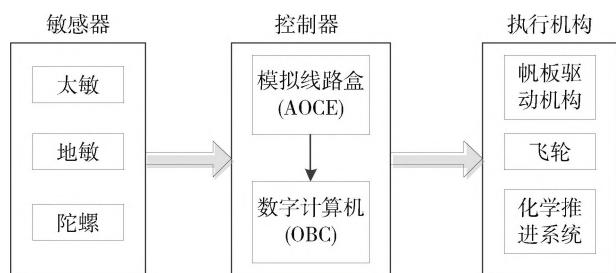 敏感器
太敏
地敏
陀螺
控制器
模拟线路盒
(AOCE)
数字计算机
(OBC)
执行机构
帆板驱
动机构
飞轮
化学推
进系统